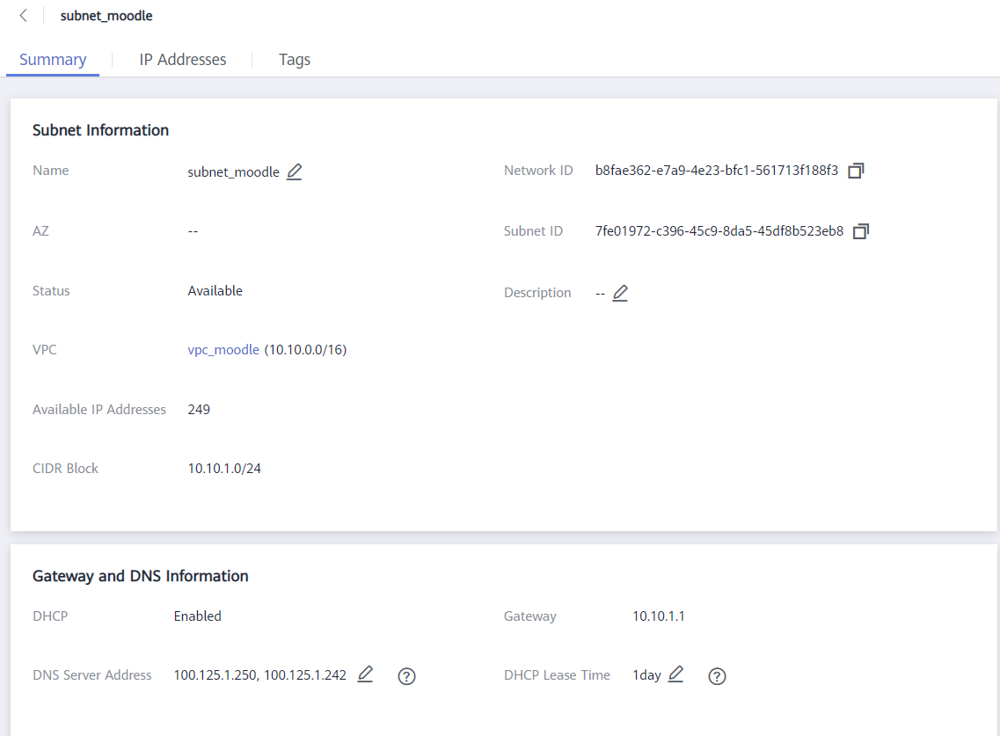 subnet_moodle
Summary
IP Addresses
Tags
Subnet Information
Name subnet_moodle
Network ID b8fae362-e7a9-4e23-bfc1-561713f188f3
AZ --
Subnet ID 7fe01972-c396-45c9-8da5-45df8b523eb8
Status Available
Description --
VPC vpc_moodle (10.10.0.0/16)
Available IP Addresses 249
CIDR Block 10.10.1.0/24
Gateway and DNS Information
DHCP Enabled
Gateway 10.10.1.1
DNS Server Address 100.125.1.250, 100.125.1.242
DHCP Lease Time 1day